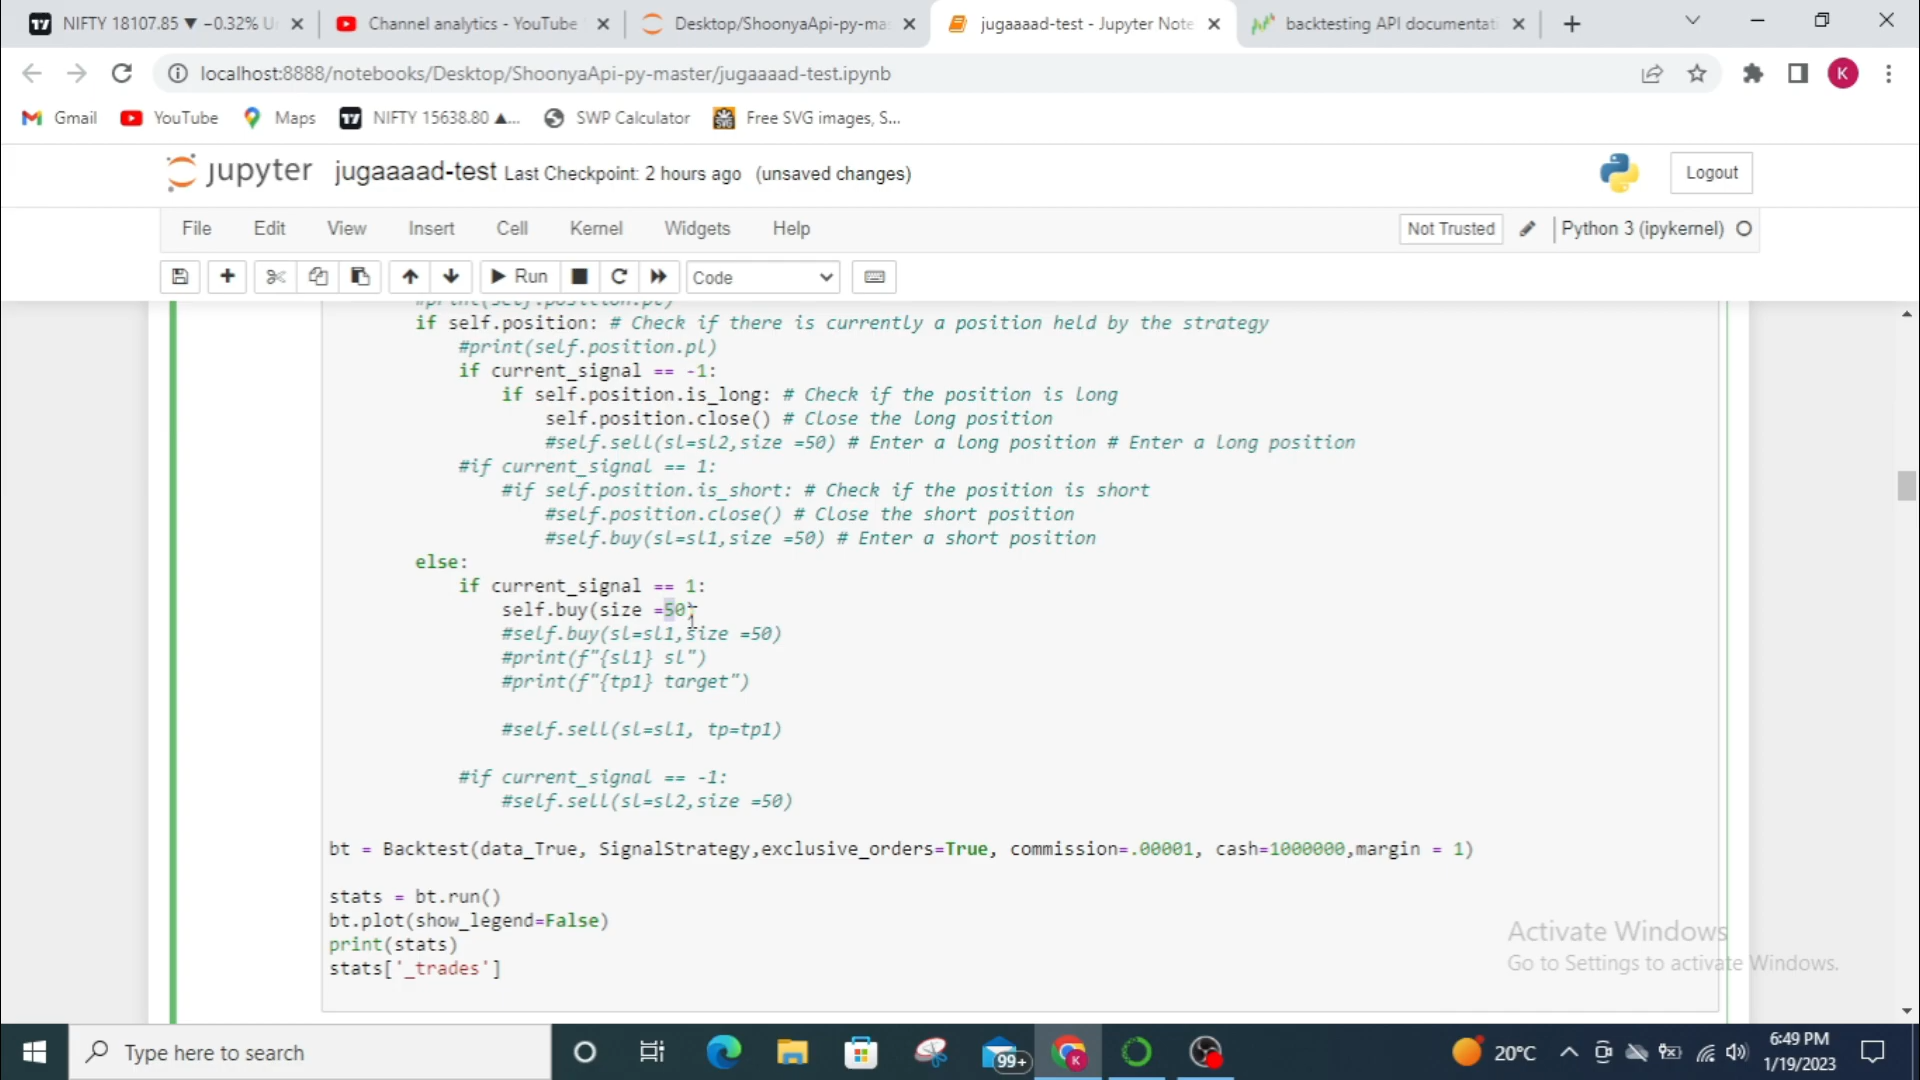 NIFTY 18107.85 ▼ −0.32% U
Channel analytics - YouTube
Desktop/ShoonyaApi-py-ma
jugaaaad-test - Jupyter Note
backtesting API documentat
localhost:8888/notebooks/Desktop/ShoonyaApi-py-master/jugaaaad-test.ipynb
K
Gmail
YouTube
Maps
NIFTY 15638.80 ▲...
SWP Calculator
Free SVG images, S...
jupyter
jugaaaad-test Last Checkpoint: 2 hours ago (unsaved changes)
Logout
File Edit View Insert Cell Kernel Widgets Help
Not Trusted
Python 3 (ipykernel)
Run
Code
#print(self.position.pl)
if self.position: # Check if there is currently a position held by the strategy
#print(self.position.pl)
if current_signal == -1:
if self.position.is_long: # Check if the position is long
self.position.close() # Close the long position
#self.sell(sl=sl2,size =50) # Enter a long position # Enter a long position
#if current_signal == 1:
#if self.position.is_short: # Check if the position is short
#self.position.close() # Close the short position
#self.buy(sl=sl1,size =50) # Enter a short position
else:
if current_signal == 1:
self.buy(size =50)
#self.buy(sl=sl1,size =50)
#print(f"{sl1} sl")
#print(f"{tp1} target")
#self.sell(sl=sl1, tp=tp1)
#if current_signal == -1:
#self.sell(sl=sl2,size =50)
bt = Backtest(data_True, SignalStrategy,exclusive_orders=True, commission=.00001, cash=1000000,margin = 1)
stats = bt.run()
bt.plot(show_legend=False)
print(stats)
stats['_trades']
Activate Windows
Go to Settings to activate Windows.
Type here to search
99+
K
20°C
6:49 PM
1/19/2023